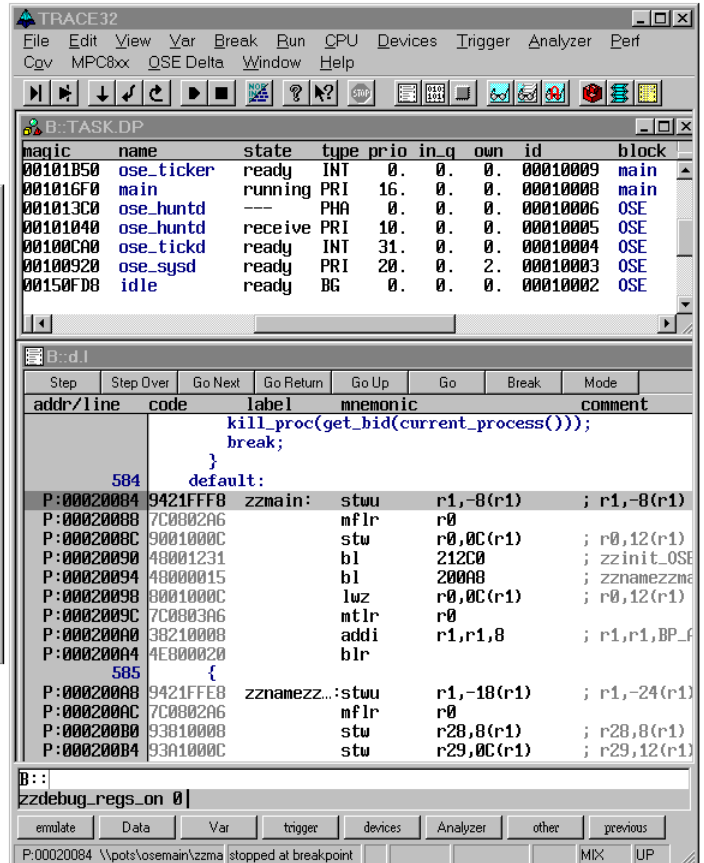 TRACE32
File Edit View Var Break Run CPU Devices Trigger Analyzer Perf
Cov MPC8xx OSE Delta Window Help
B::TASK.DP
magic name state type prio in_q own id block
00101B50 ose_ticker ready INT 0. 0. 0. 00010009 main
001016F0 main running PRI 16. 0. 0. 00010008 main
001013C0 ose_huntd --- PHA 0. 0. 0. 00010006 OSE
00101040 ose_huntd receive PRI 10. 0. 0. 00010005 OSE
00100CA0 ose_tickd ready INT 31. 0. 0. 00010004 OSE
00100920 ose_sysd ready PRI 20. 0. 2. 00010003 OSE
00150FD8 idle ready BG 0. 0. 0. 00010002 OSE
B::d.l
Step Step Over Go Next Go Return Go Up Go Break Mode
addr/line code label mnemonic comment
kill_proc(get_bid(current_process()));
break;
}
584 default:
P:00020084 9421FFF8 zzmain: stwu r1,-8(r1) ; r1,-8(r1)
P:00020088 7C0802A6 mflr r0
P:0002008C 9001000C stw r0,0C(r1) ; r0,12(r1)
P:00020090 48001231 bl 212C0 ; zzinit_OSE
P:00020094 48000015 bl 200A8 ; zznamezzma
P:00020098 8001000C lwz r0,0C(r1) ; r0,12(r1)
P:0002009C 7C0803A6 mtlr r0
P:000200A0 38210008 addi r1,r1,8 ; r1,r1,BP_A
P:000200A4 4E800020 blr
585 {
P:000200A8 9421FFE8 zznamezz…:stwu r1,-18(r1) ; r1,-24(r1)
P:000200AC 7C0802A6 mflr r0
P:000200B0 93810008 stw r28,8(r1) ; r28,8(r1)
P:000200B4 93A1000C stw r29,0C(r1) ; r29,12(r1)
B::
zzdebug_regs_on 0
emulate Data Var trigger devices Analyzer other previous
P:00020084 \\pots\osemain\zzma stopped at breakpoint MIX UP